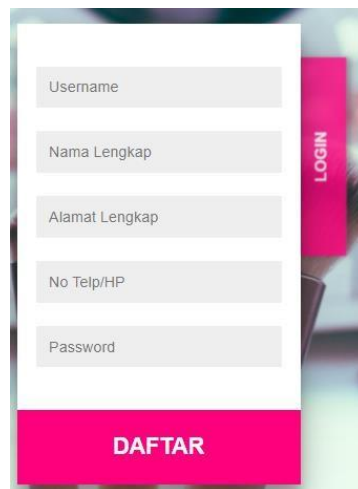 Username
Nama Lengkap
Alamat Lengkap
No Telp/HP
Password
DAFTAR
LOGIN